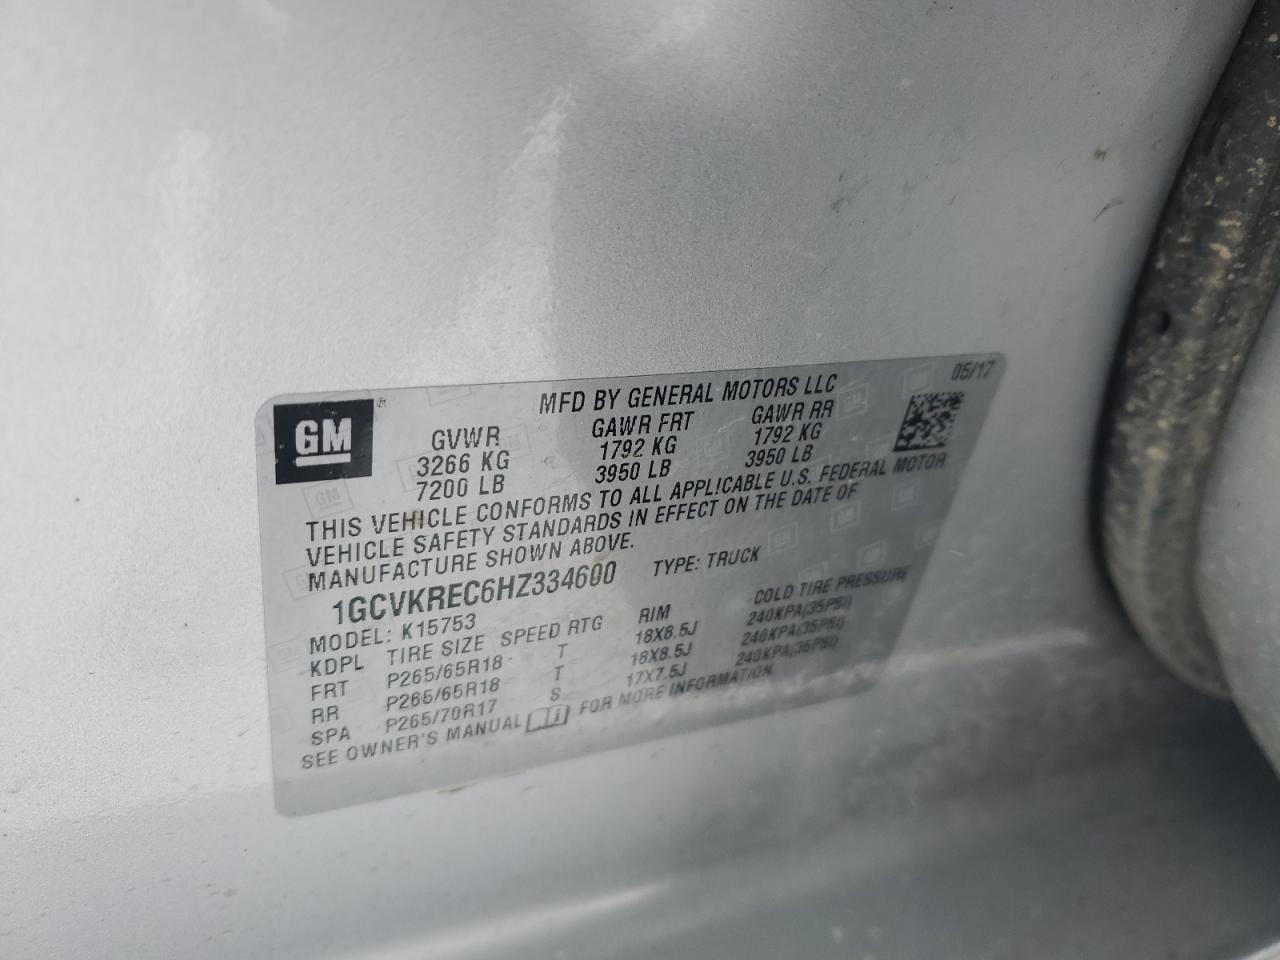 MFD BY GENERAL MOTORS LLC 05/17
GM
GVWR GAWR FRT GAWR RR
3266 KG 1792 KG 1792 KG
7200 LB 3950 LB 3950 LB
THIS VEHICLE CONFORMS TO ALL APPLICABLE U.S. FEDERAL MOTOR
VEHICLE SAFETY STANDARDS IN EFFECT ON THE DATE OF
MANUFACTURE SHOWN ABOVE.
1GCVKREC6HZ334600 TYPE: TRUCK
MODEL: K15753
KDPL TIRE SIZE SPEED RTG RIM COLD TIRE PRESSURE
FRT P265/65R18 T 18X8.5J 240KPA(35PSI)
RR P265/65R18 T 18X8.5J 240KPA(35PSI)
SPA P265/70R17 S 17X7.5J 240KPA(35PSI)
SEE OWNER'S MANUAL FOR MORE INFORMATION.